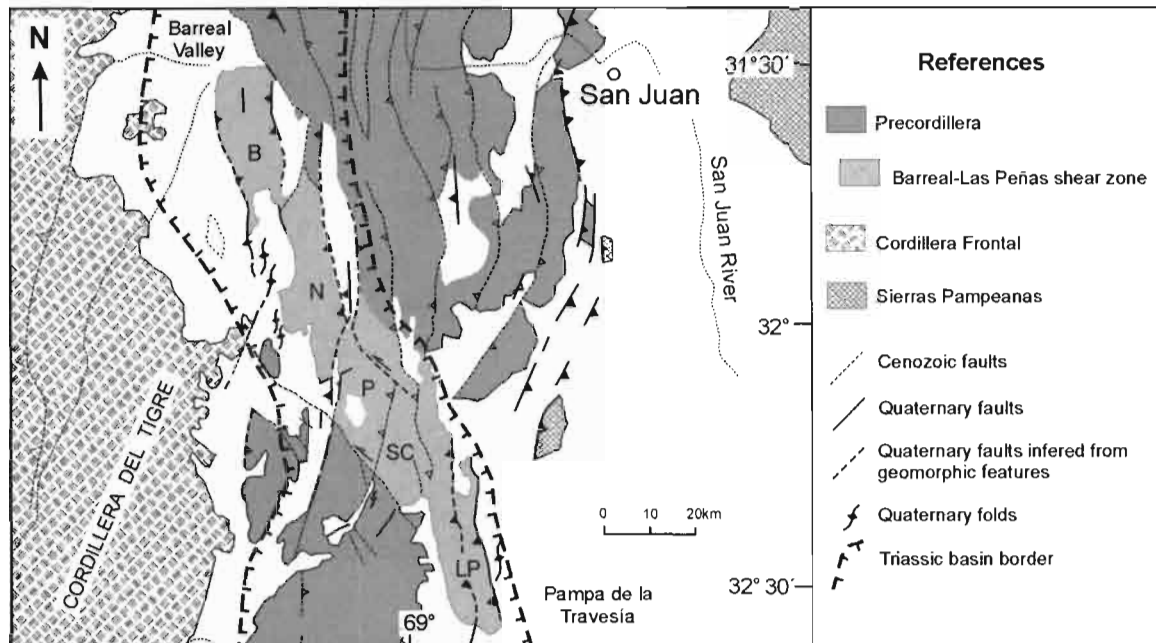 N
Barreal
Valley
B
N
P
SC
LP
CORDILLERA DEL TIGRE
San Juan
San Juan River
31°30´
32°
32°30´
69°
0 10 20km
Pampa de la
Travesía
References
Precordillera
Barreal-Las Peñas shear zone
Cordillera Frontal
Sierras Pampeanas
Cenozoic faults
Quaternary faults
Quaternary faults infered from
geomorphic features
Quaternary folds
Triassic basin border